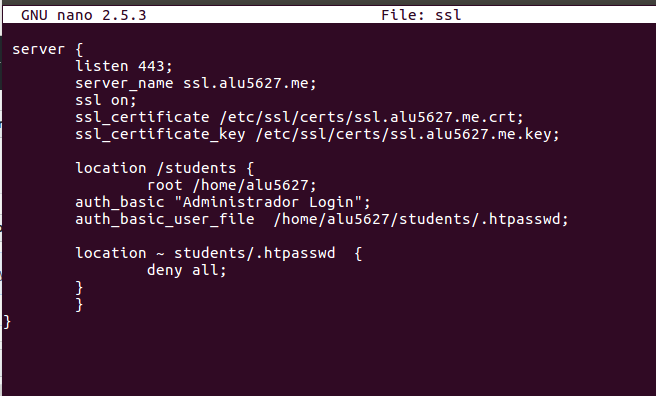 GNU nano 2.5.3 File: ssl
server {
listen 443;
server_name ssl.alu5627.me;
ssl on;
ssl_certificate /etc/ssl/certs/ssl.alu5627.me.crt;
ssl_certificate_key /etc/ssl/certs/ssl.alu5627.me.key;
location /students {
root /home/alu5627;
auth_basic "Administrador Login";
auth_basic_user_file  /home/alu5627/students/.htpasswd;
location ~ students/.htpasswd  {
deny all;
}
}
}